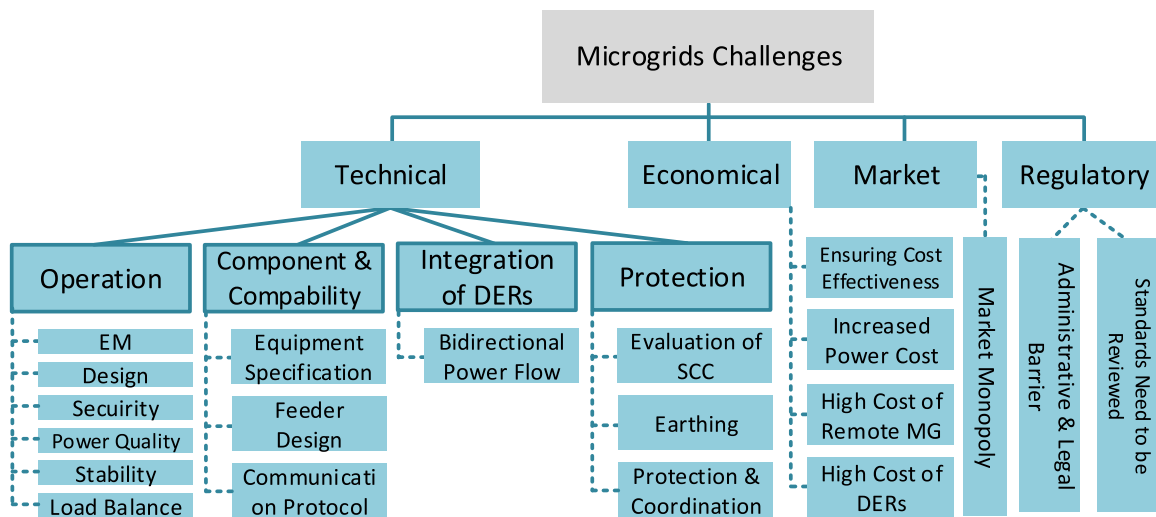 Microgrids Challenges
Technical
Economical
Market
Regulatory
Operation
EM
Design
Secuirity
Power Quality
Stability
Load Balance
Component &
Compability
Equipment
Specification
Feeder
Design
Communicati
on Protocol
Integration
of DERs
Bidirectional
Power Flow
Protection
Evaluation of
SCC
Earthing
Protection &
Coordination
Ensuring Cost
Effectiveness
Increased
Power Cost
High Cost of
Remote MG
High Cost of
DERs
Market Monopoly
Administrative & Legal
Barrier
Standards Need to be
Reviewed